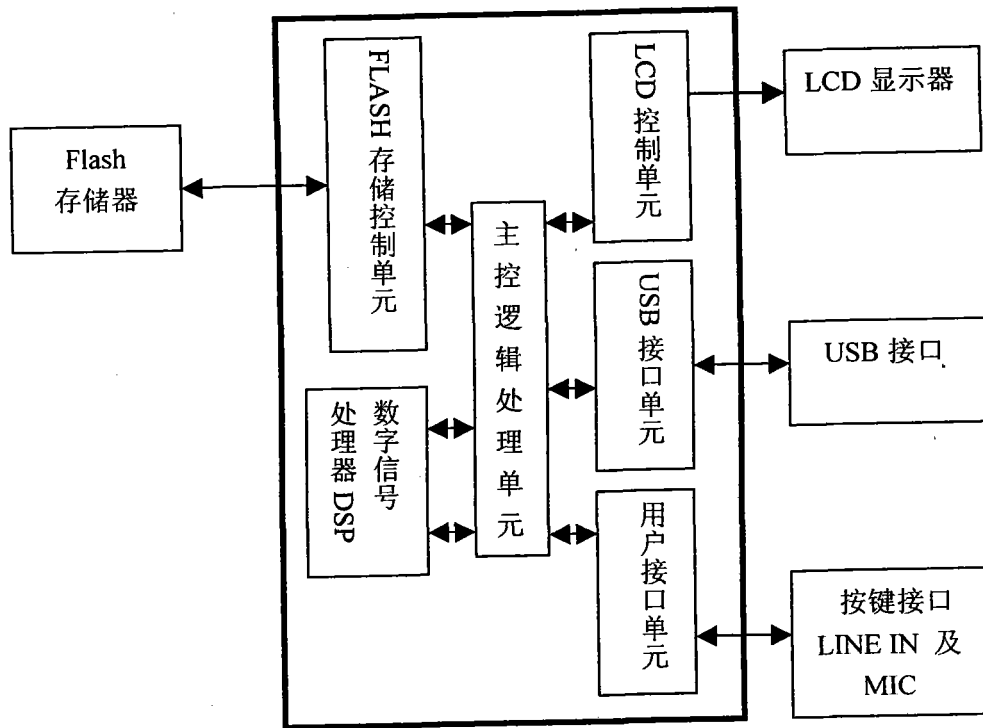 Flash
存储器
FLASH 存储控制单元
数字信号
处理器 DSP
主控逻辑处理单元
LCD 控制单元
USB 接口单元
用户接口单元
LCD 显示器
USB 接口
按键接口
LINE IN 及
MIC